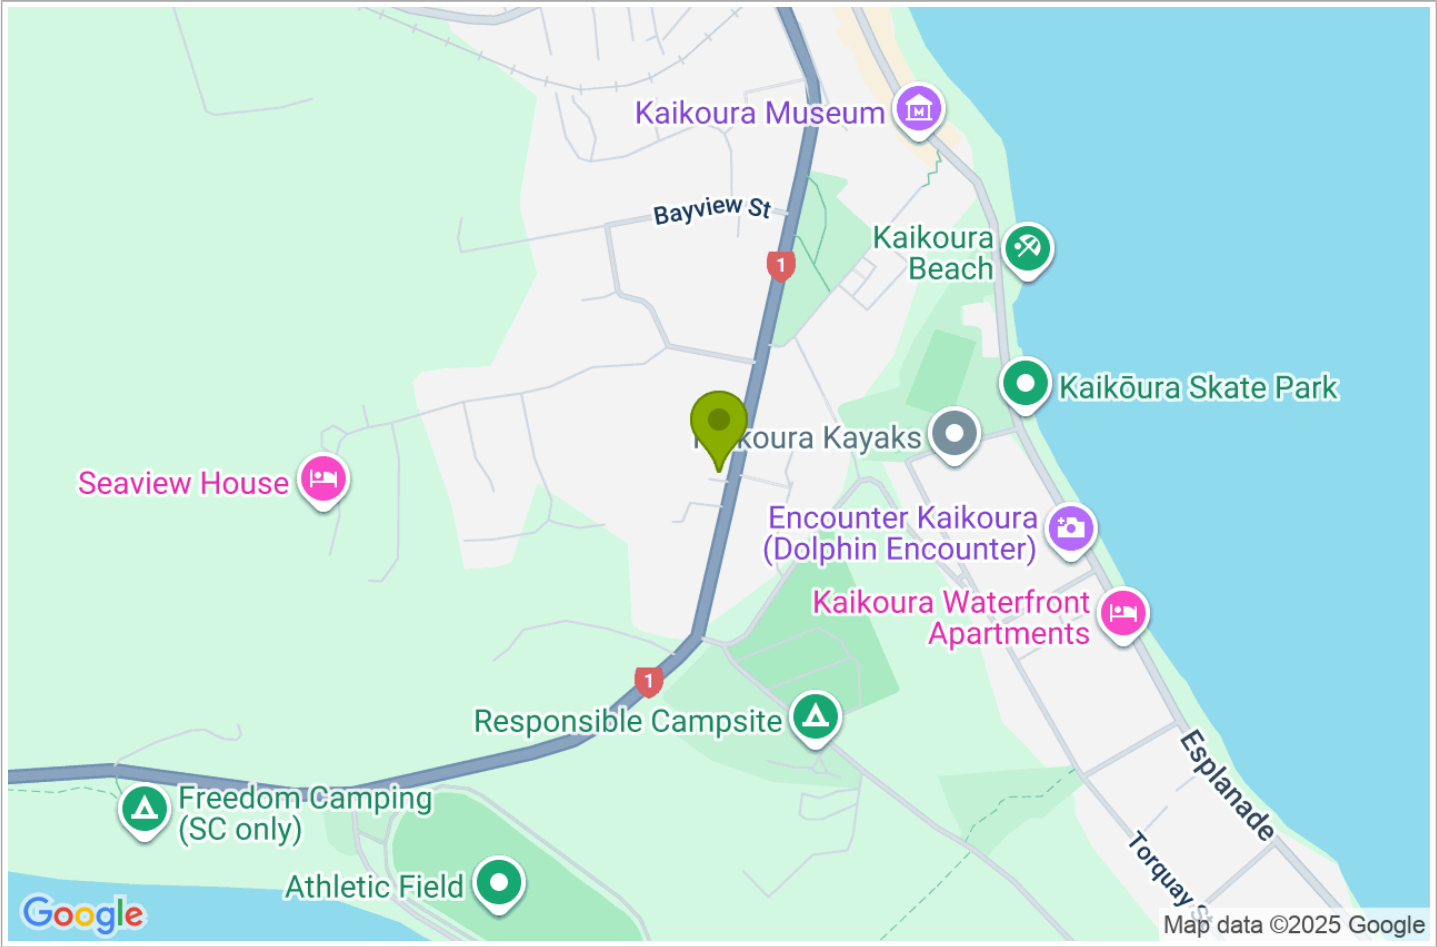 Kaikoura Museum
M
Bayview St
Kaikoura
Beach
1
Kaikōura Skate Park
koura Kayaks
Seaview House
Encounter Kaikoura
(Dolphin Encounter)
Kaikoura Waterfront
Apartments
1
Responsible Campsite
Esplanade
Freedom Camping
(SC only)
Torquay St
Athletic Field
Google
Map data ©2025 Google